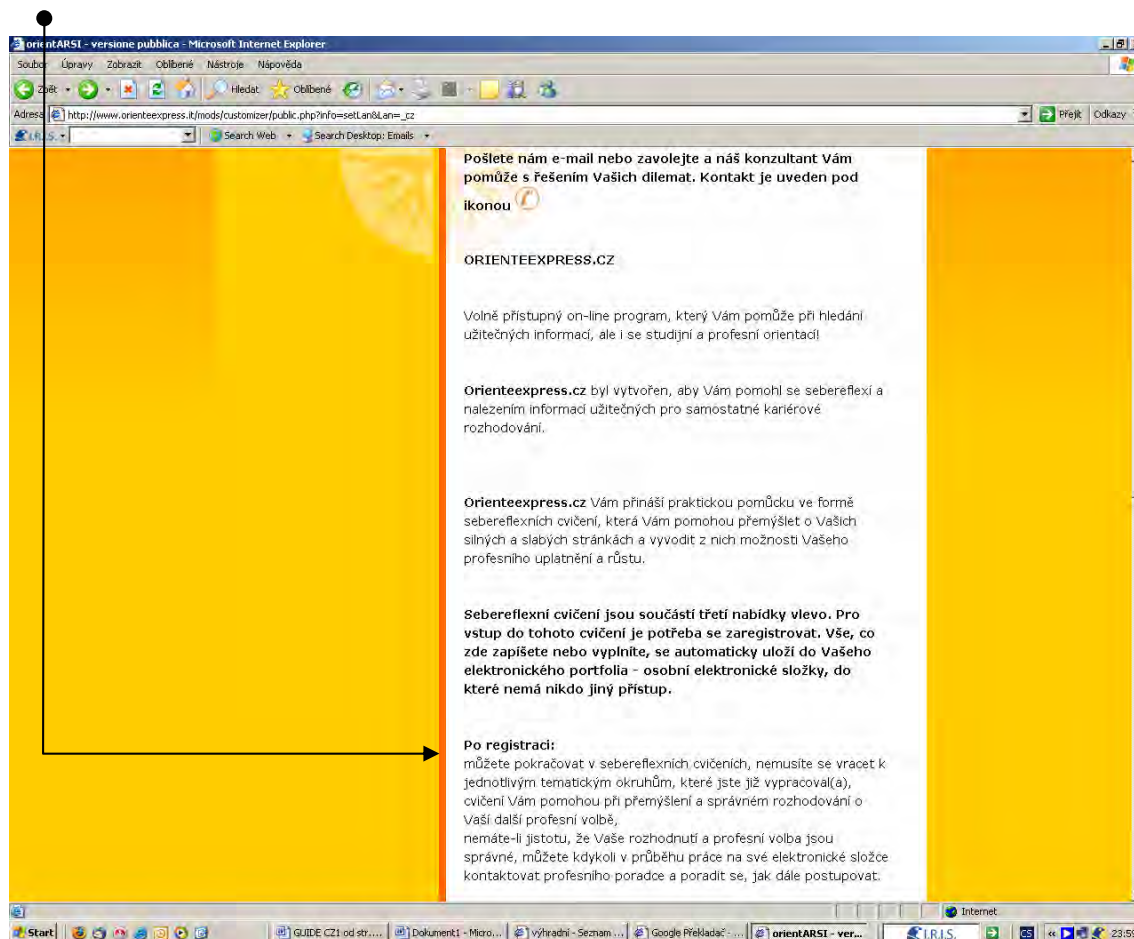 orientARSI - versione pubblica - Microsoft Internet Explorer
Soubor Úpravy Zobrazit Oblíbené Nástroje Nápověda
Zpět Hledat Oblíbené
Adresa http://www.orienteexpress.it/mods/customizer/public.php?info=setLan&Lan=_cz Přejít Odkazy
I.R.I.S. Search Web Search Desktop: Emails
Pošlete nám e-mail nebo zavolejte a náš konzultant Vám
pomůže s řešením Vašich dilemat. Kontakt je uveden pod
ikonou
ORIENTEEXPRESS.CZ
Volně přístupný on-line program, který Vám pomůže při hledání
užitečných informací, ale i se studijní a profesní orientací!
Orienteexpress.cz byl vytvořen, aby Vám pomohl se sebereflexí a
nalezením informací užitečných pro samostatné kariérové
rozhodování.
Orienteexpress.cz Vám přináší praktickou pomůcku ve formě
sebereflexních cvičení, která Vám pomohou přemýšlet o Vašich
silných a slabých stránkách a vyvodit z nich možnosti Vašeho
profesního uplatnění a růstu.
Sebereflexní cvičení jsou součástí třetí nabídky vlevo. Pro
vstup do tohoto cvičení je potřeba se zaregistrovat. Vše, co
zde zapíšete nebo vyplníte, se automaticky uloží do Vašeho
elektronického portfolia - osobní elektronické složky, do
které nemá nikdo jiný přístup.
Po registraci:
můžete pokračovat v sebereflexních cvičeních, nemusíte se vracet k
jednotlivým tematickým okruhům, které jste již vypracoval(a),
cvičení Vám pomohou při přemýšlení a správném rozhodování o
Vaší další profesní volbě,
nemáte-li jistotu, že Vaše rozhodnutí a profesní volba jsou
správné, můžete kdykoli v průběhu práce na své elektronické složce
kontaktovat profesního poradce a poradit se, jak dále postupovat.
Internet
Start GUIDE CZ1 od str.... Dokument1 - Micro... výhradní - Seznam ... Google Překladač - ... orientARSI - ver... I.R.I.S. CS 23:59